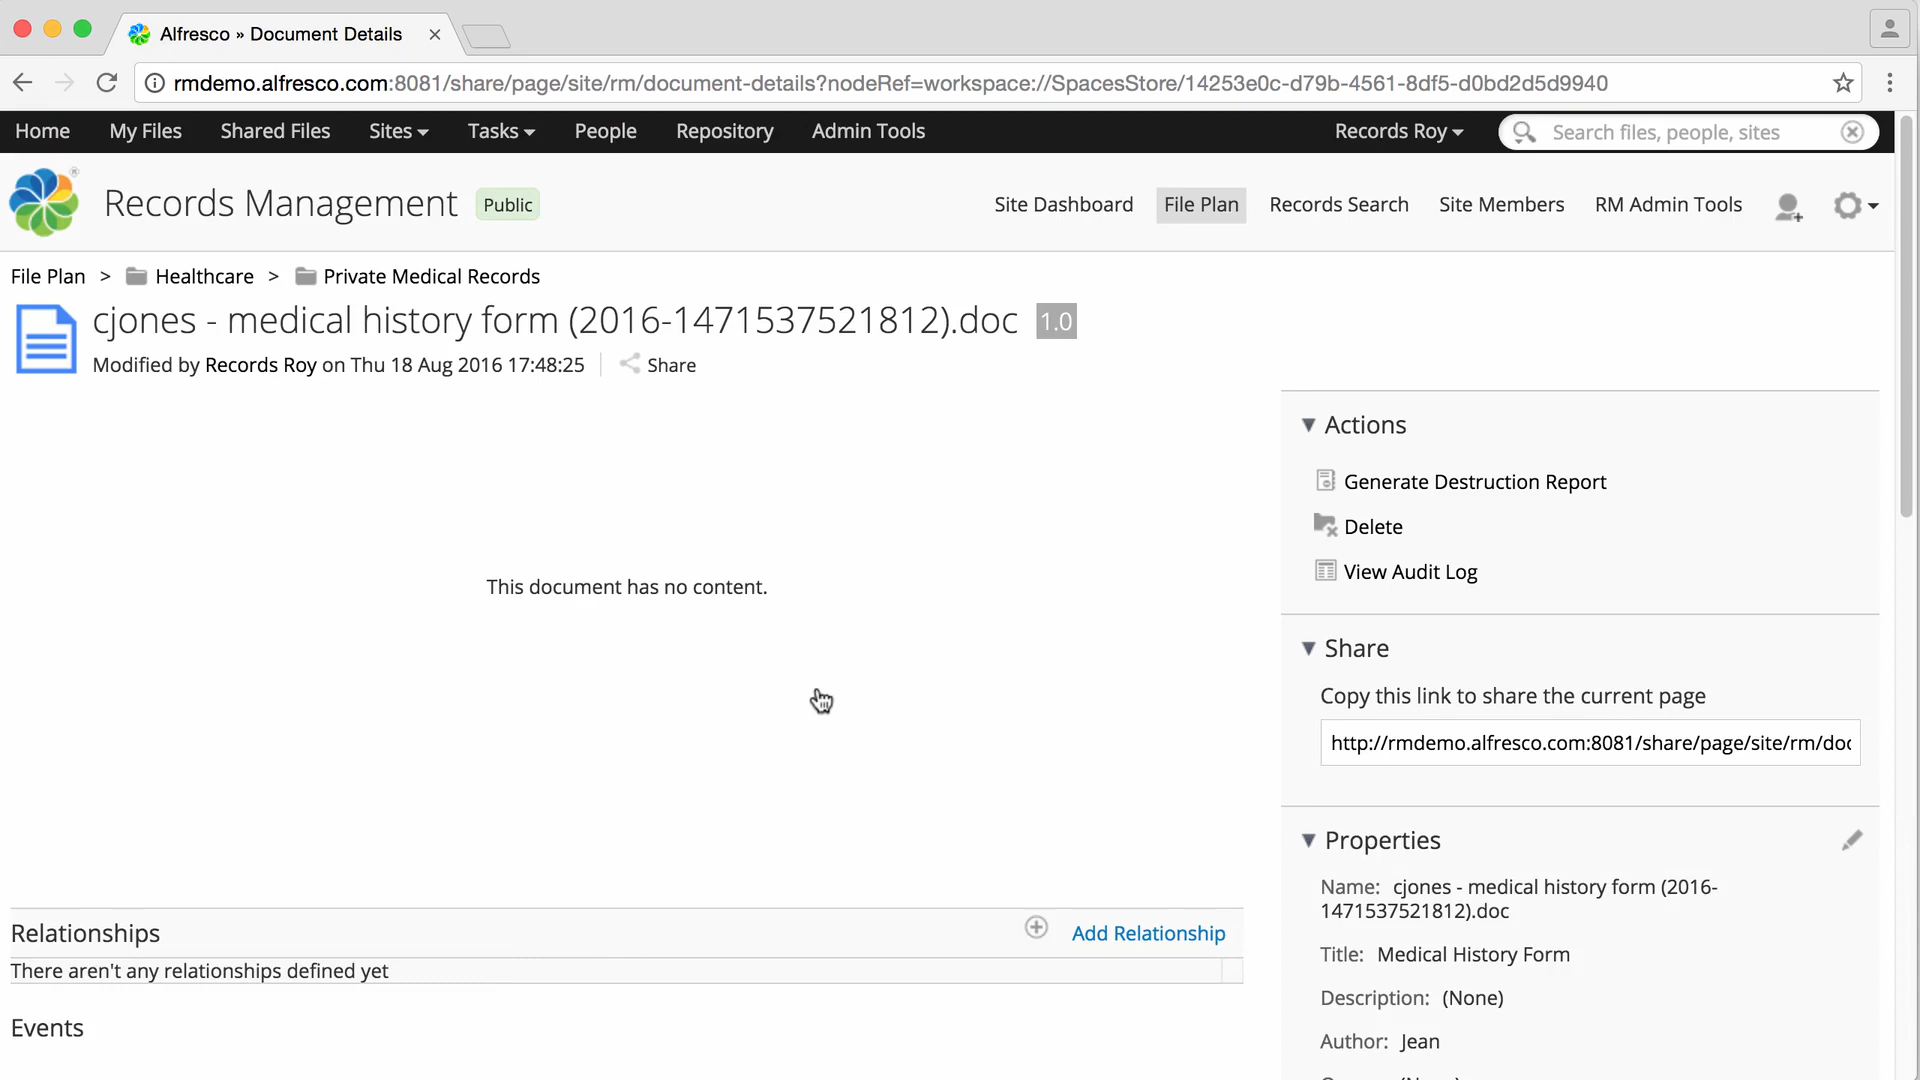 Alfresco » Document Details
rmdemo.alfresco.com:8081/share/page/site/rm/document-details?nodeRef=workspace://SpacesStore/14253e0c-d79b-4561-8df5-d0bd2d5d9940
Home My Files Shared Files Sites Tasks People Repository Admin Tools Records Roy Search files, people, sites
Records Management Public Site Dashboard File Plan Records Search Site Members RM Admin Tools
File Plan > Healthcare > Private Medical Records
cjones - medical history form (2016-1471537521812).doc 1.0
Modified by Records Roy on Thu 18 Aug 2016 17:48:25 Share
This document has no content.
Relationships Add Relationship
There aren't any relationships defined yet
Events
Actions
Generate Destruction Report
Delete
View Audit Log
Share
Copy this link to share the current page
http://rmdemo.alfresco.com:8081/share/page/site/rm/doc
Properties
Name: cjones - medical history form (2016-
1471537521812).doc
Title: Medical History Form
Description: (None)
Author: Jean